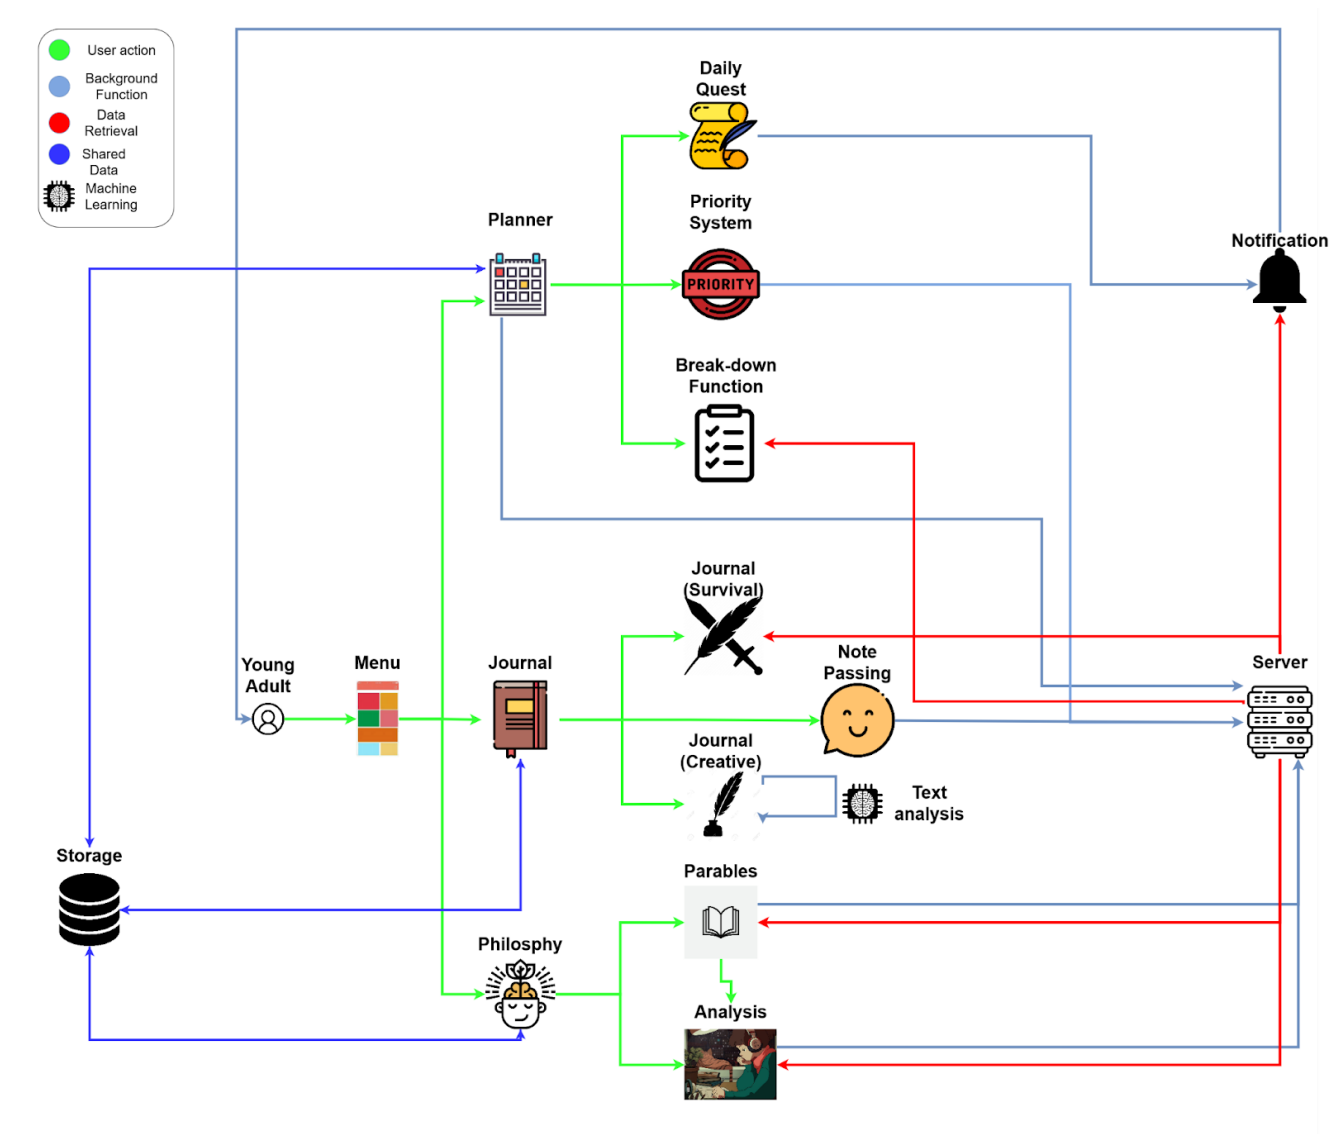 User action
Background
Function
Data
Retrieval
Shared
Data
Machine
Learning
Daily
Quest
Priority
System
PRIORITY
Planner
Notification
Break-down
Function
Journal
(Survival)
Young
Adult
Menu
Journal
Note
Passing
Server
Journal
(Creative)
Text
analysis
Storage
Parables
Philosphy
Analysis